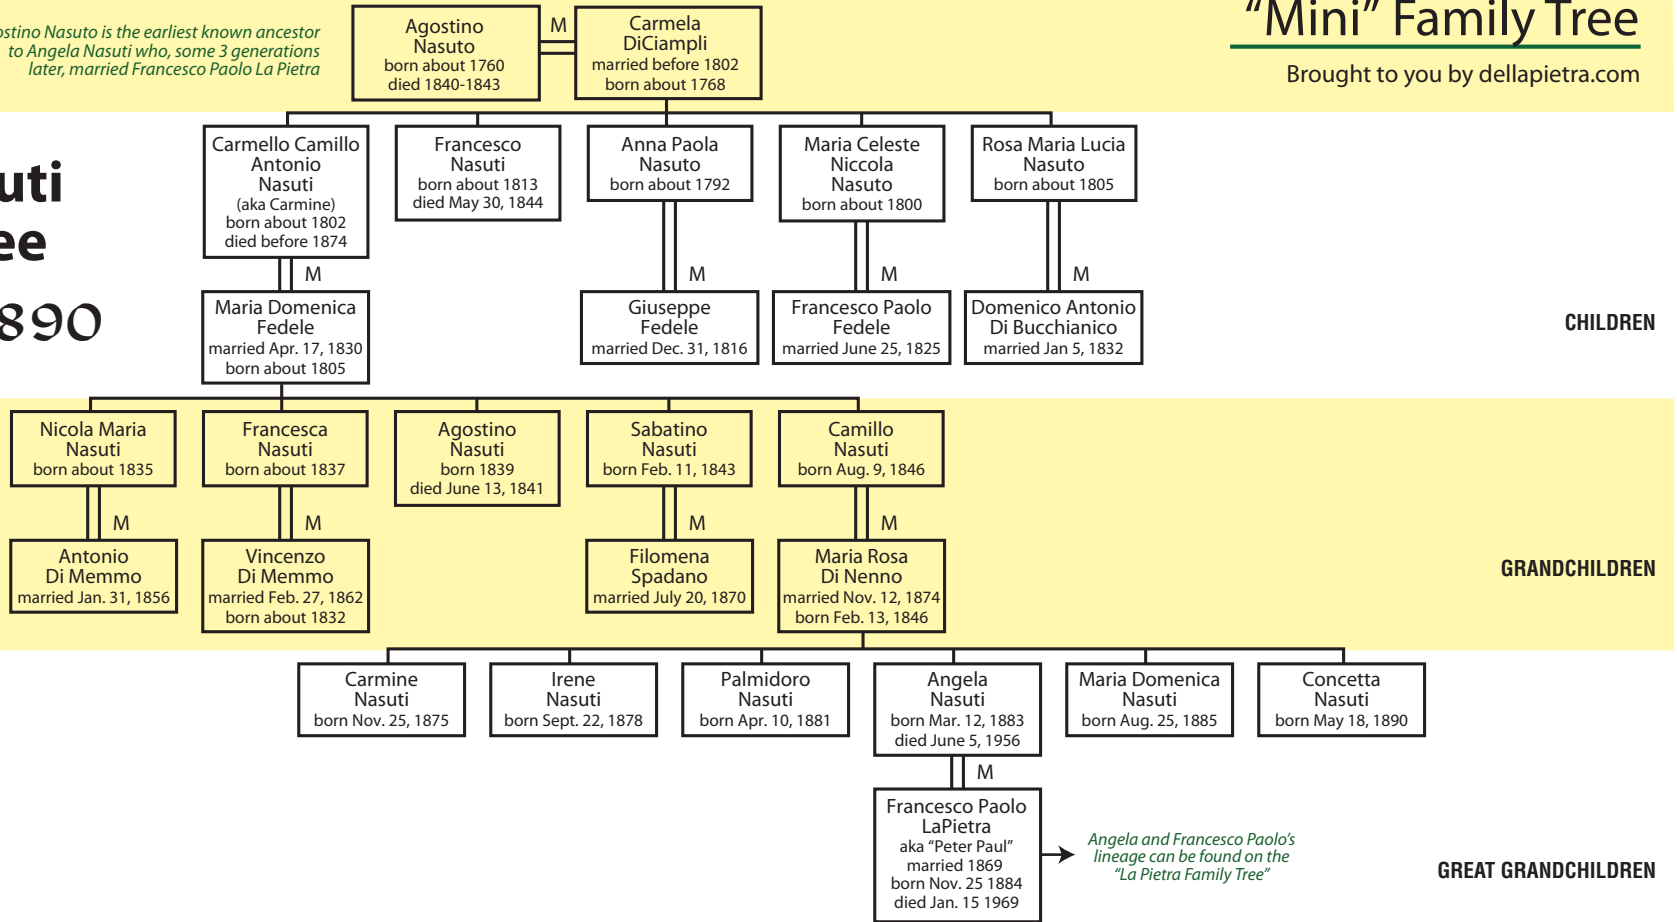 "Mini" Family Tree
Brought to you by dellapietra.com
ostino Nasuto is the earliest known ancestor
to Angela Nasuti who, some 3 generations
later, married Francesco Paolo La Pietra
Agostino
Nasuto
born about 1760
died 1840-1843
M
Carmela
DiCiampli
married before 1802
born about 1768
uti
ee
890
Carmello Camillo
Antonio
Nasuti
(aka Carmine)
born about 1802
died before 1874
Francesco
Nasuti
born about 1813
died May 30, 1844
Anna Paola
Nasuto
born about 1792
Maria Celeste
Niccola
Nasuto
born about 1800
Rosa Maria Lucia
Nasuto
born about 1805
M
Maria Domenica
Fedele
married Apr. 17, 1830
born about 1805
M
Giuseppe
Fedele
married Dec. 31, 1816
M
Francesco Paolo
Fedele
married June 25, 1825
M
Domenico Antonio
Di Bucchianico
married Jan 5, 1832
CHILDREN
Nicola Maria
Nasuti
born about 1835
Francesca
Nasuti
born about 1837
Agostino
Nasuti
born 1839
died June 13, 1841
Sabatino
Nasuti
born Feb. 11, 1843
Camillo
Nasuti
born Aug. 9, 1846
M
Antonio
Di Memmo
married Jan. 31, 1856
M
Vincenzo
Di Memmo
married Feb. 27, 1862
born about 1832
M
Filomena
Spadano
married July 20, 1870
M
Maria Rosa
Di Nenno
married Nov. 12, 1874
born Feb. 13, 1846
GRANDCHILDREN
Carmine
Nasuti
born Nov. 25, 1875
Irene
Nasuti
born Sept. 22, 1878
Palmidoro
Nasuti
born Apr. 10, 1881
Angela
Nasuti
born Mar. 12, 1883
died June 5, 1956
Maria Domenica
Nasuti
born Aug. 25, 1885
Concetta
Nasuti
born May 18, 1890
M
Francesco Paolo
LaPietra
aka "Peter Paul"
married 1869
born Nov. 25 1884
died Jan. 15 1969
Angela and Francesco Paolo's
lineage can be found on the
"La Pietra Family Tree"
GREAT GRANDCHILDREN